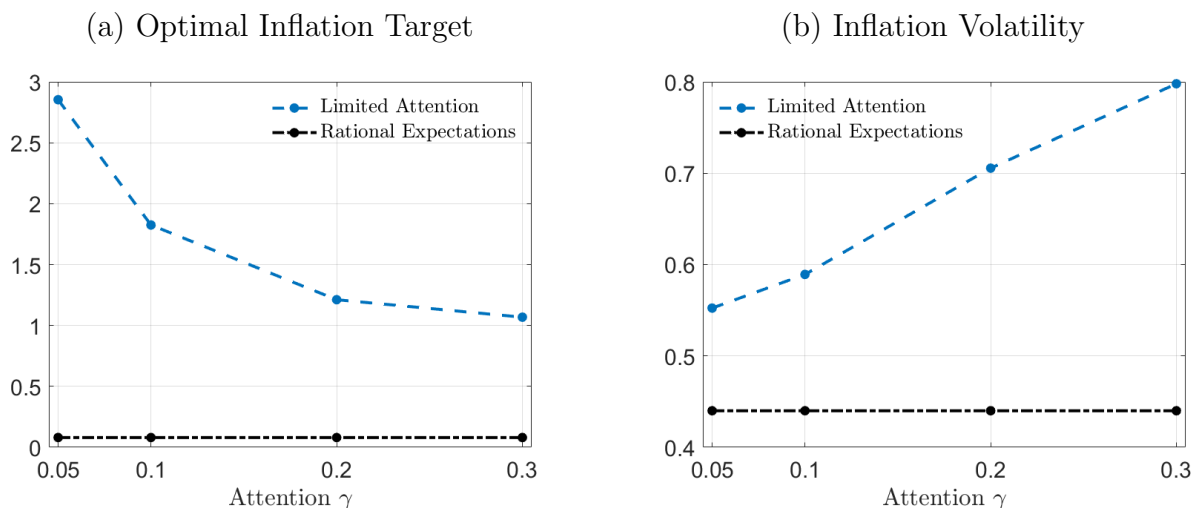 (a) Optimal Inflation Target
3
2.5
2
1.5
1
0.5
0
Limited Attention
Rational Expectations
0.05 0.1 0.2 0.3
Attention γ
(b) Inflation Volatility
0.8
0.7
0.6
0.5
0.4
Limited Attention
Rational Expectations
0.05 0.1 0.2 0.3
Attention γ